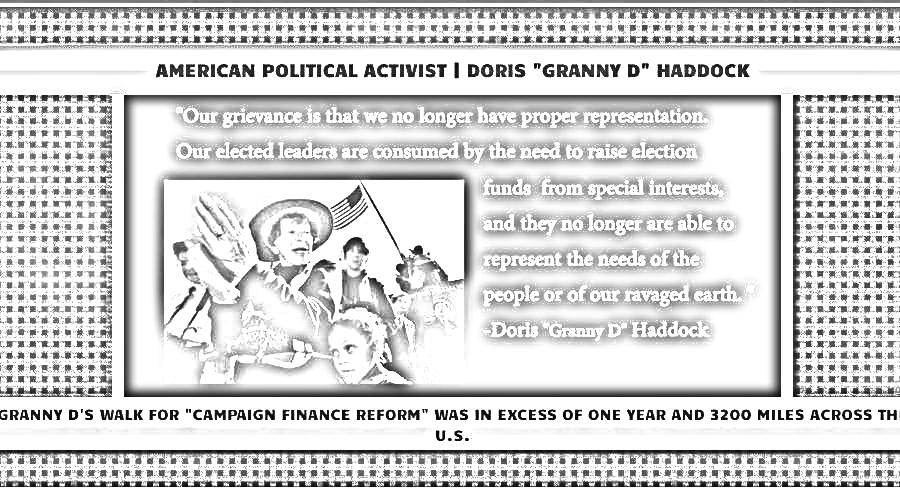 AMERICAN POLITICAL ACTIVIST | DORIS "GRANNY D" HADDOCK
"Our grievance is that we no longer have proper representation.
Our elected leaders are consumed by the need to raise election
funds from special interests,
and they no longer are able to
represent the needs of the
people or of our ravaged earth."
-Doris "Granny D" Haddock
GRANNY D'S WALK FOR "CAMPAIGN FINANCE REFORM" WAS IN EXCESS OF ONE YEAR AND 3200 MILES ACROSS TH
U.S.